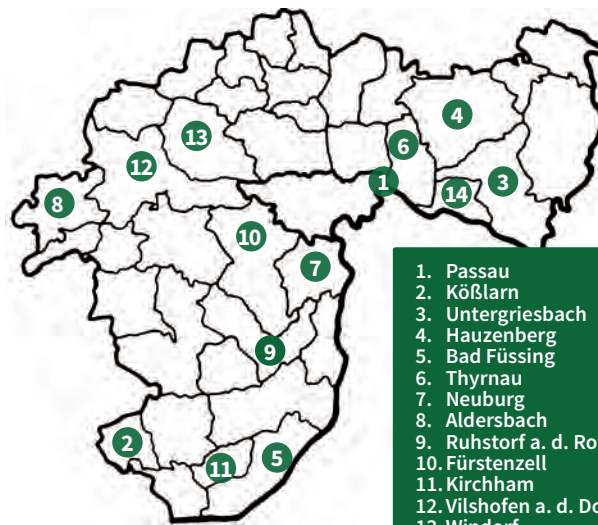 13
4
6
12
1
3
8
14
10
7
9
2
11
5
1. Passau
2. Kößlarn
3. Untergriesbach
4. Hauzenberg
5. Bad Füssing
6. Thyrnau
7. Neuburg
8. Aldersbach
9. Ruhstorf a. d. Ro
10. Fürstenzell
11. Kirchham
12. Vilshofen a. d. Do